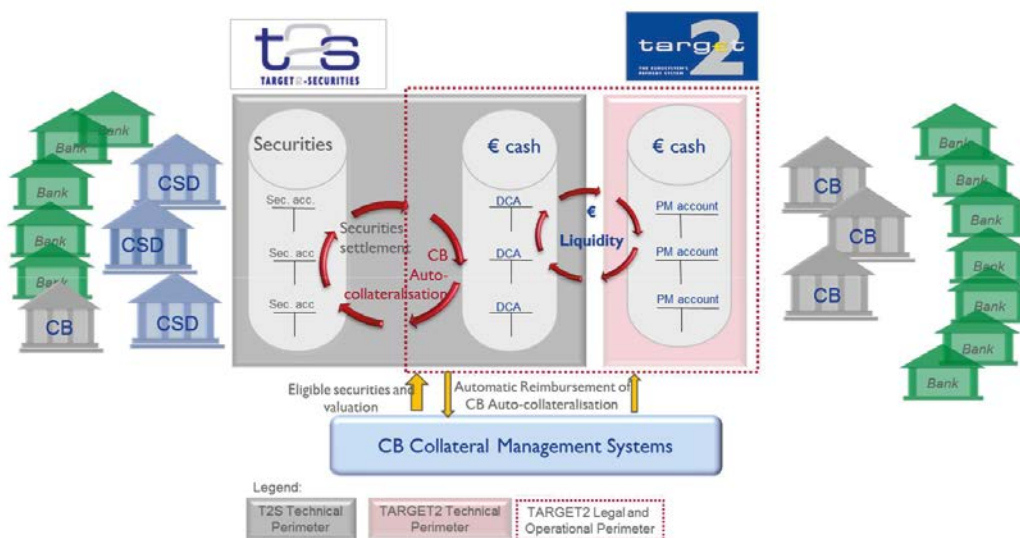 t2s
TARGET2-SECURITIES
target2
THE EUROSYSTEM'S
PAYMENT SYSTEM
Bank
Bank
Bank
Bank
Bank
CB
CSD
CSD
CSD
Securities
Sec. acc.
Sec. acc.
Sec. acc
Securities
settlement
CB
Auto-
collateralisation
€ cash
DCA
DCA
DCA
€
Liquidity
€ cash
PM account
PM account
PM account
CB
CB
CB
Bank
Bank
Bank
Bank
Bank
Bank
Bank
Eligible securities and
valuation
Automatic Reimbursement of
CB Auto-collateralisation
CB Collateral Management Systems
Legend:
T2S Technical
Perimeter
TARGET2 Technical
Perimeter
TARGET2 Legal and
Operational Perimeter